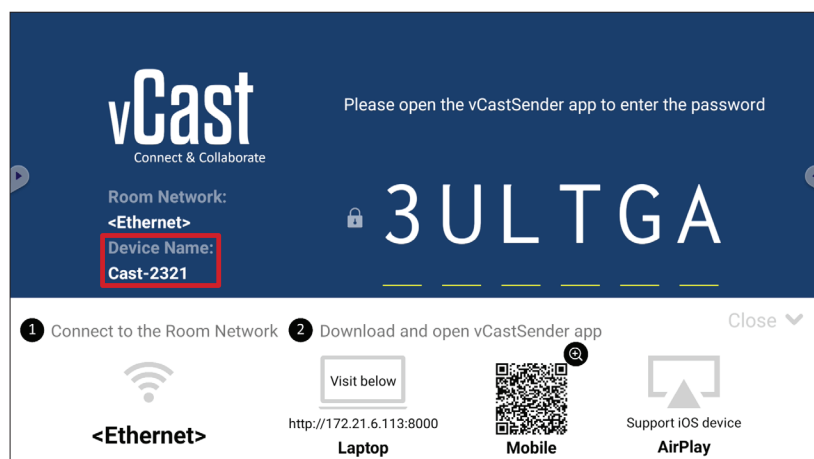 vCast
Connect & Collaborate
Please open the vCastSender app to enter the password
Room Network:
<Ethernet>
Device Name:
Cast-2321
3ULTGA
Close
1 Connect to the Room Network
2 Download and open vCastSender app
<Ethernet>
Visit below
http://172.21.6.113:8000
Laptop
Mobile
Support iOS device
AirPlay